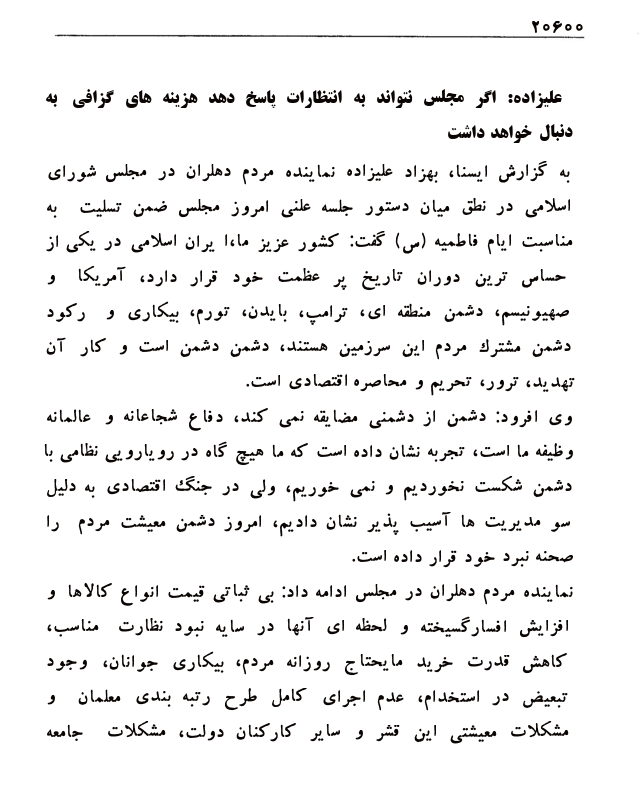 ۲۰۶۰۰
علیزاده: اگر مجلس نتواند به انتظارات پاسخ دهد هزینه های گزافی به
دنبال خواهد داشت
به گزارش ایسنا، بهزاد علیزاده نماینده مردم دهلران در مجلس شورای
اسلامی در نطق میان دستور جلسه علنی امروز مجلس ضمن تسلیت به
مناسبت ایام فاطمیه (س) گفت: کشور عزیز ما،ا یران اسلامی در یکی از
حساس ترین دوران تاریخ پر عظمت خود قرار دارد، آمریکا و
صهیونیسم، دشمن منطقه ای، ترامپ، بایدن، تورم، بیکاری و رکود
دشمن مشترك مردم این سرزمین هستند، دشمن دشمن است و کار آن
تهدید، ترور، تحریم و محاصره اقتصادی است.
وی افرود: دشمن از دشمنی مضایقه نمی کند، دفاع شجاعانه و عالمانه
وظیفه ما است، تجربه نشان داده است که ما هیچ گاه در رویارویی نظامی با
دشمن شکست نخوردیم و نمی خوریم، ولی در جنگ اقتصادی به دلیل
سو مدیریت ها آسیب پذیر نشان دادیم، امروز دشمن معیشت مردم را
صحنه نبرد خود قرار داده است.
نماینده مردم دهلران در مجلس ادامه داد: بی ثباتی قیمت انواع کالاها و
افزایش افسارگسیخته و لحظه ای آنها در سایه نبود نظارت مناسب،
کاهش قدرت خرید مایحتاج روزانه مردم، بیکاری جوانان، وجود
تبعیض در استخدام، عدم اجرای کامل طرح رتبه بندی معلمان و
مشکلات معیشتی این قشر و سایر کارکنان دولت، مشکلات جامعه